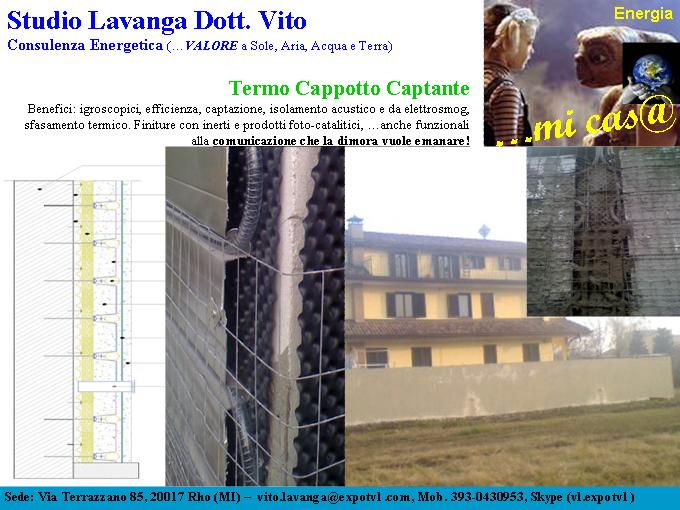 Studio Lavanga Dott. Vito
Consulenza Energetica (…VALORE a Sole, Aria, Acqua e Terra)
Energia
…mi cas@
Termo Cappotto Captante
Benefici: igroscopici, efficienza, captazione, isolamento acustico e da elettrosmog,
sfasamento termico. Finiture con inerti e prodotti foto-catalitici, …anche funzionali
alla comunicazione che la dimora vuole emanare!
Sede: Via Terrazzano 85, 20017 Rho (MI) – vito.lavanga@expotvl.com, Mob. 393-0430953, Skype (vl.expotvl)